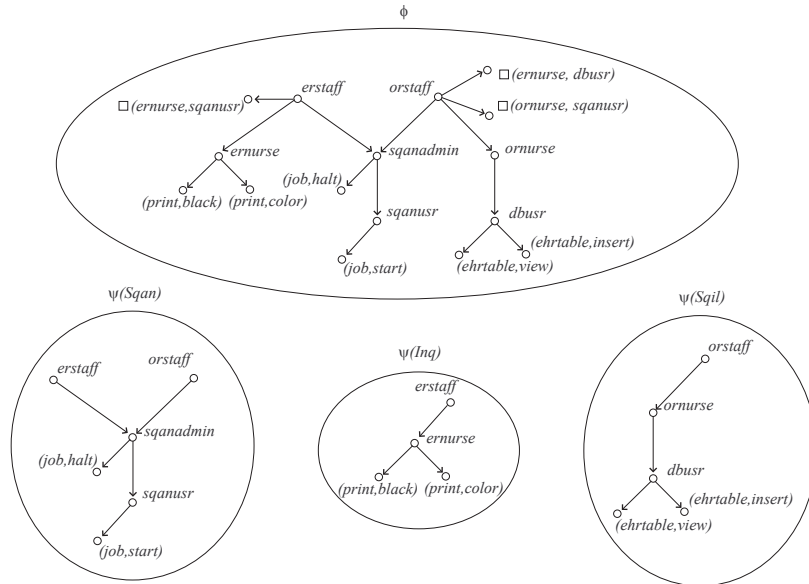 ϕ
erstaff
orstaff
□(ernurse, dbusr)
□(ernurse,sqanusr)
□(ornurse, sqanusr)
ernurse
sqanadmin
ornurse
(job,halt)
(print,black)
(print,color)
sqanusr
dbusr
(ehrtable,insert)
(job,start)
(ehrtable,view)
ψ(Sqan)
ψ(Sqil)
ψ(Inq)
erstaff
orstaff
sqanadmin
(job,halt)
sqanusr
(job,start)
erstaff
ernurse
(print,black)
(print,color)
orstaff
ornurse
dbusr
(ehrtable,insert)
(ehrtable,view)